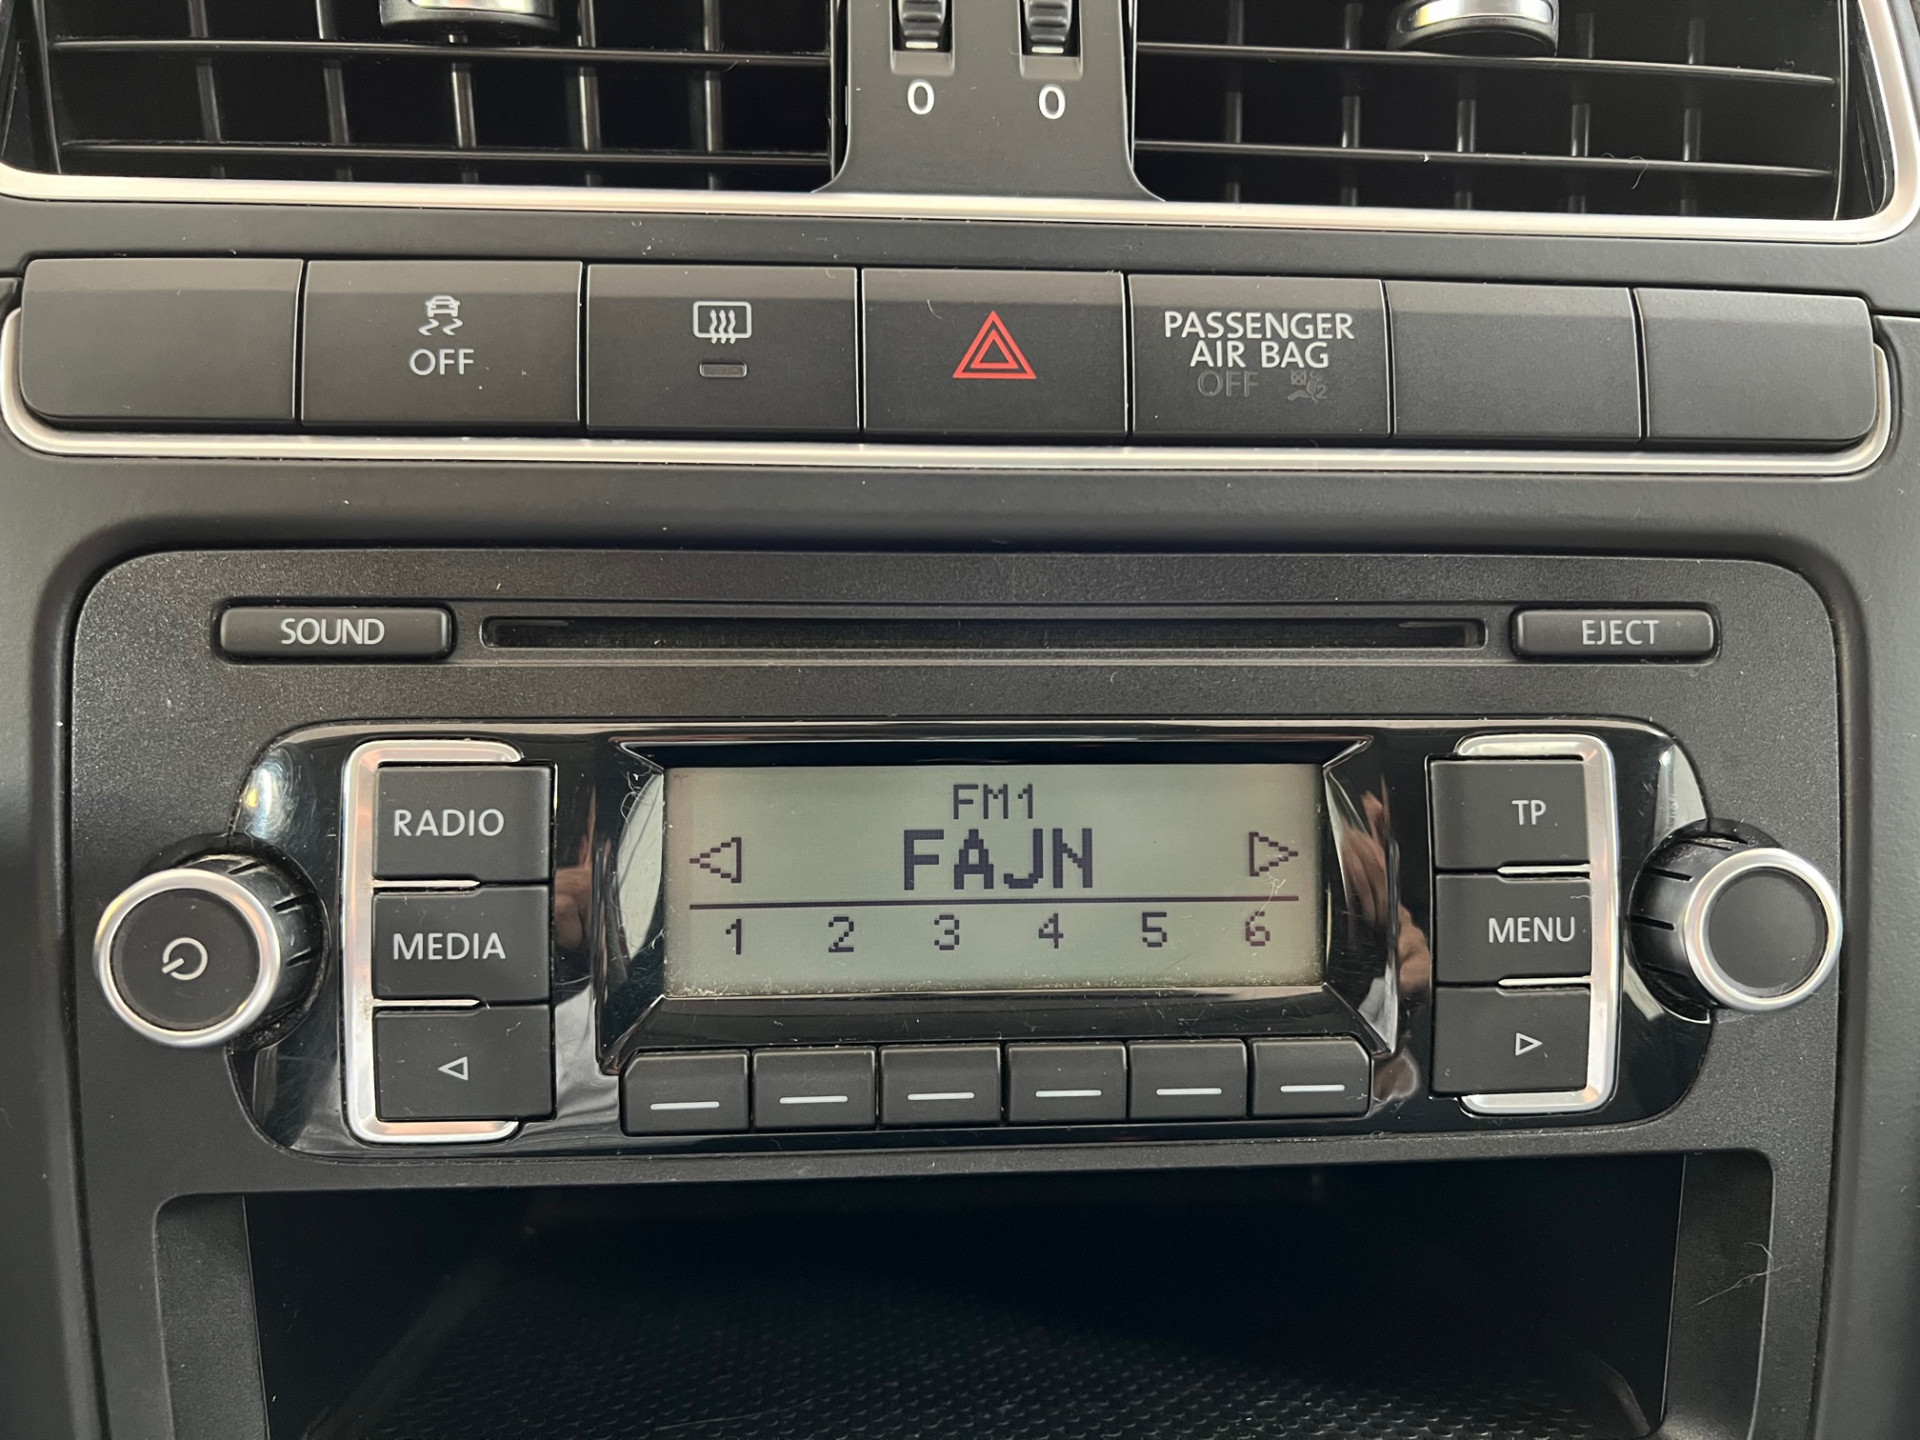 0 0
OFF
PASSENGER
AIR BAG
OFF 2
SOUND EJECT
RADIO FM1 TP
FAJN
MEDIA 1 2 3 4 5 6 MENU